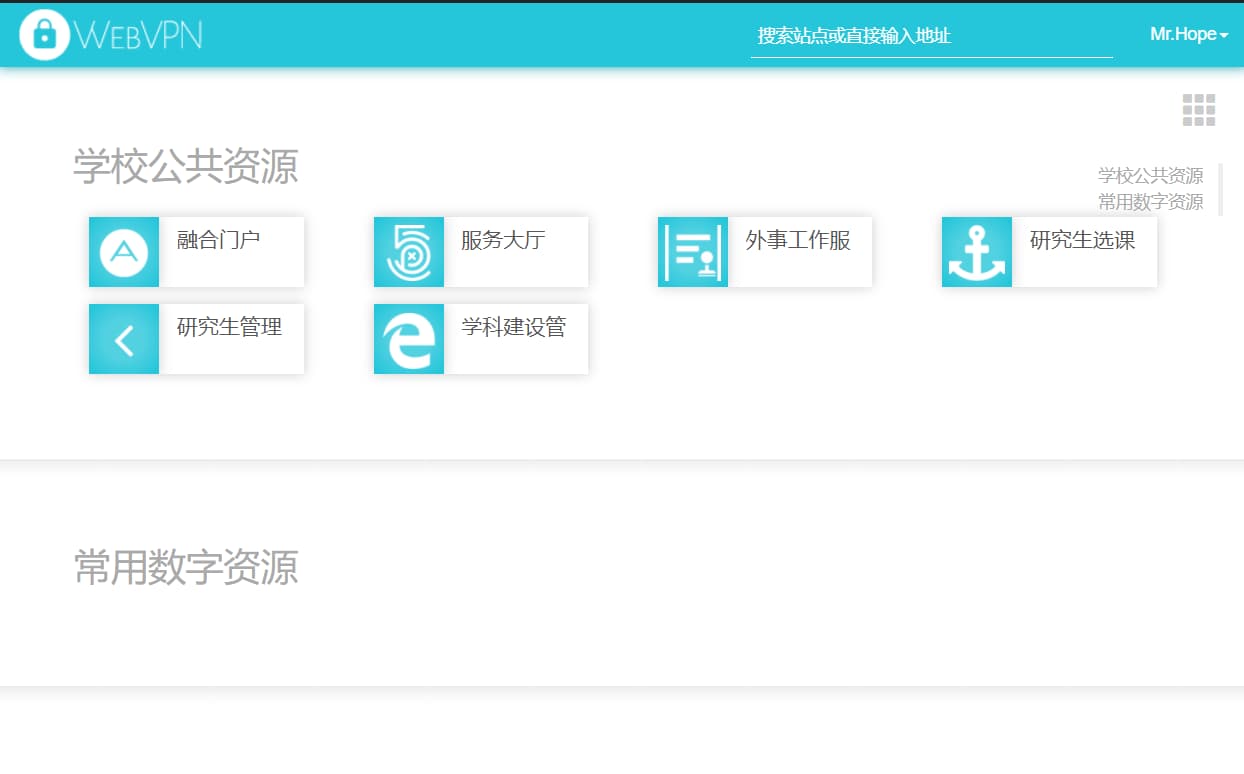 WEBVPN
搜索站点或直接输入地址
Mr.Hope
学校公共资源
学校公共资源
常用数字资源
融合门户
服务大厅
外事工作服
研究生选课
研究生管理
学科建设管
常用数字资源